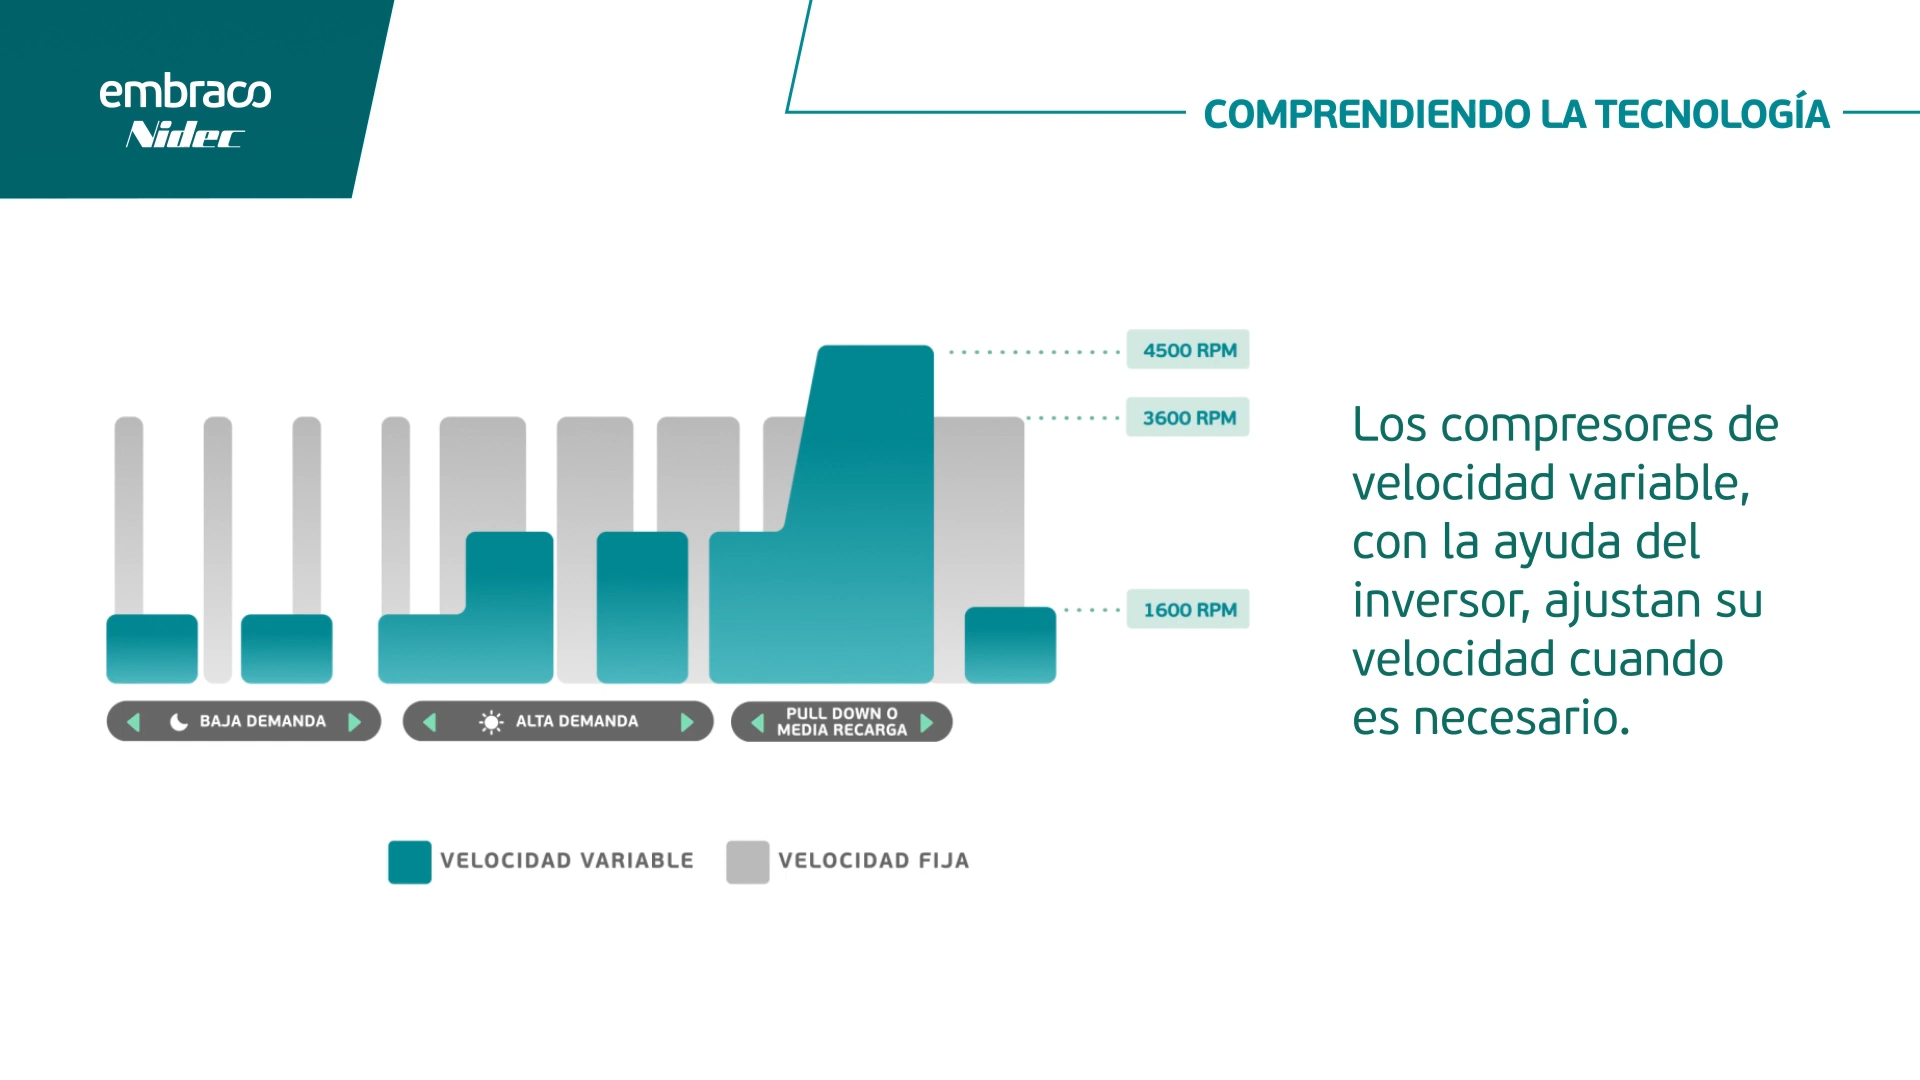 embraco
Nidec
COMPRENDIENDO LA TECNOLOGÍA
4500 RPM
3600 RPM
1600 RPM
BAJA DEMANDA
ALTA DEMANDA
PULL DOWN O
MEDIA RECARGA
VELOCIDAD VARIABLE
VELOCIDAD FIJA
Los compresores de
velocidad variable,
con la ayuda del
inversor, ajustan su
velocidad cuando
es necesario.